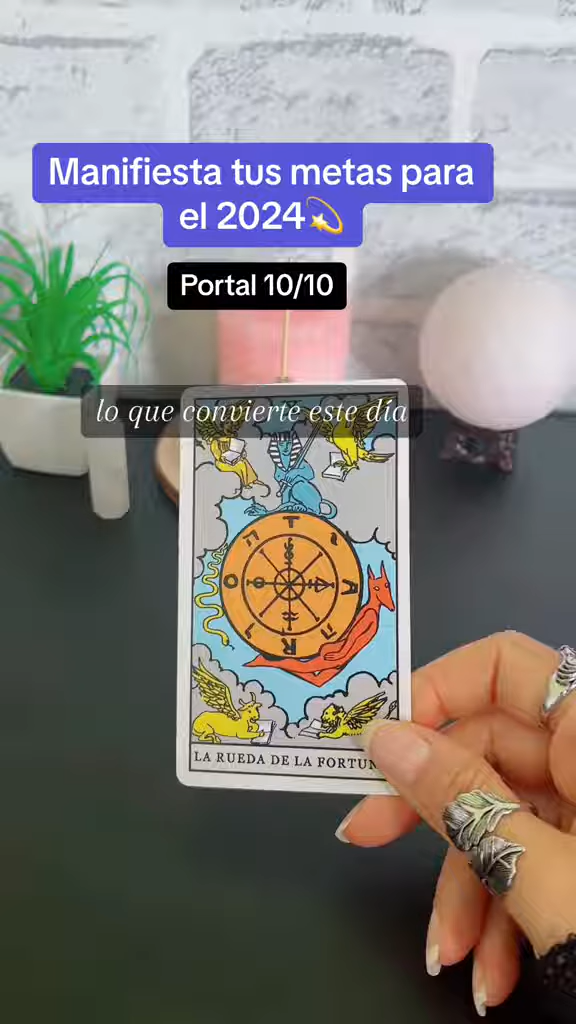 Manifiesta tus metas para
el 2024💫
Portal 10/10
lo que convierte este día
T
A
R
O
LA RUEDA DE LA FORTUN